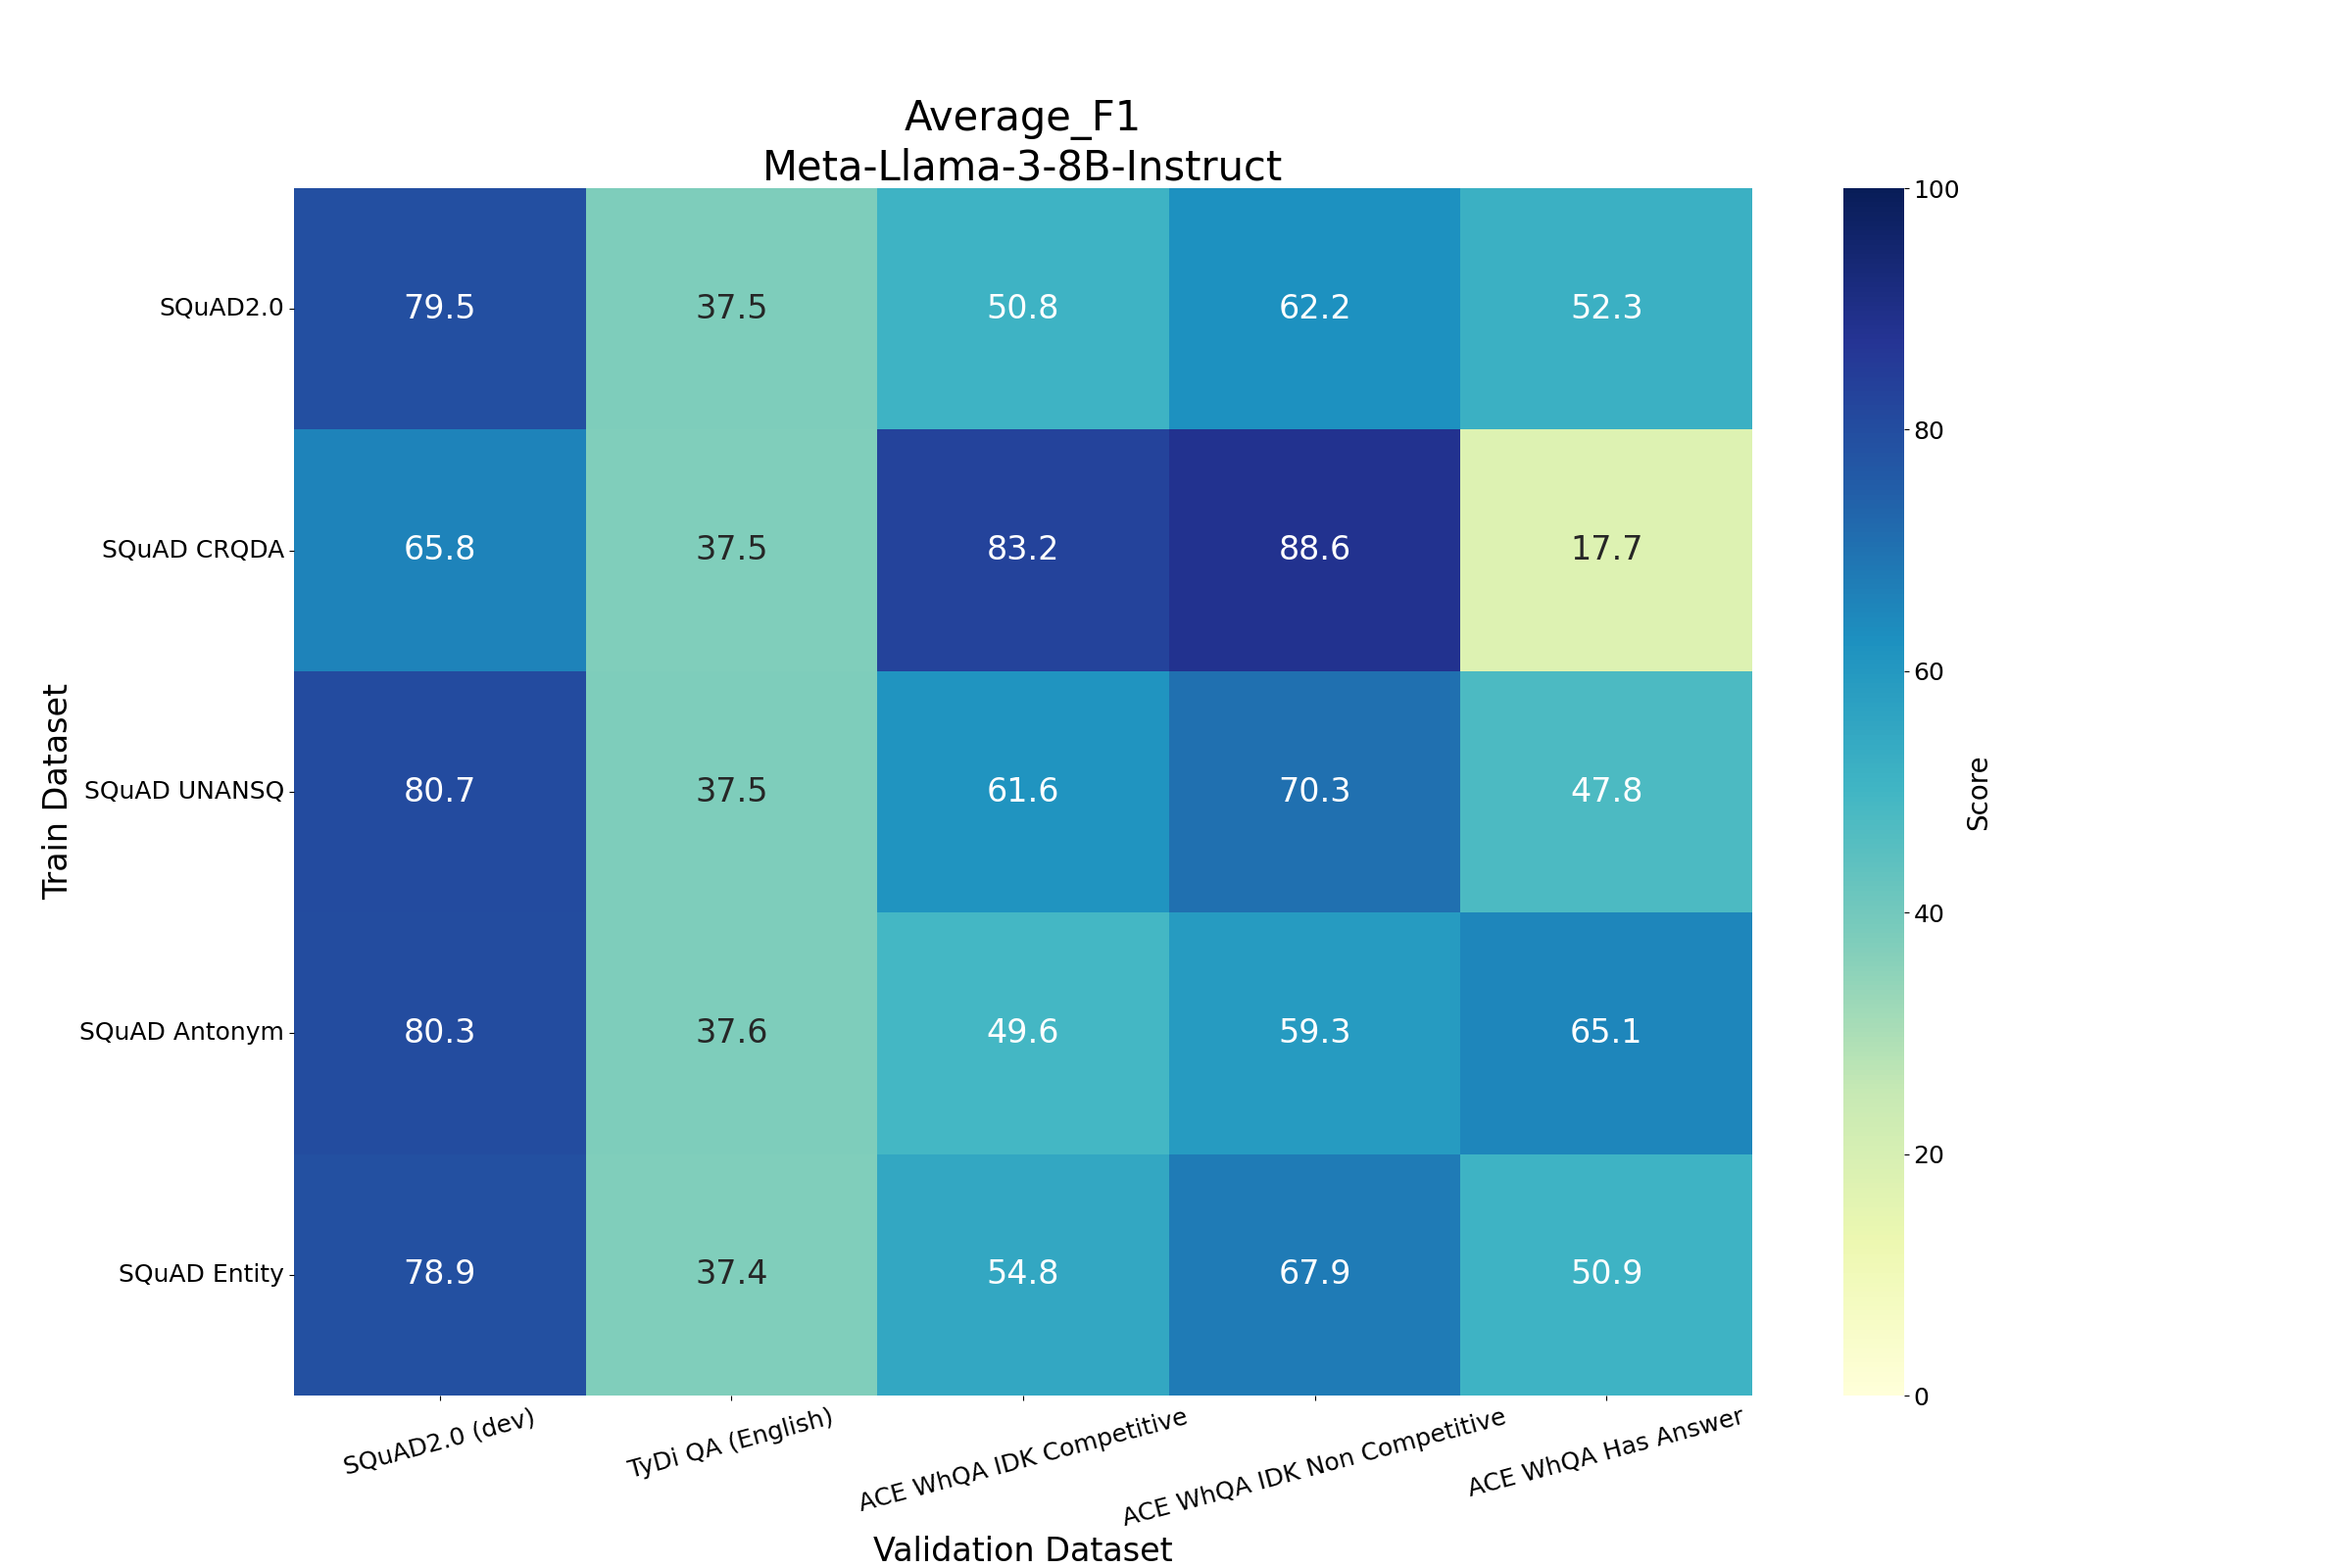 Average_F1
Meta-Llama-3-8B-Instruct
Train Dataset
SQuAD2.0 79.5 37.5 50.8 62.2 52.3
SQuAD CRQDA 65.8 37.5 83.2 88.6 17.7
SQuAD UNANSQ 80.7 37.5 61.6 70.3 47.8
SQuAD Antonym 80.3 37.6 49.6 59.3 65.1
SQuAD Entity 78.9 37.4 54.8 67.9 50.9
SQuAD2.0 (dev)
TyDi QA (English)
ACE WhQA IDK Competitive
ACE WhQA IDK Non Competitive
ACE WhQA Has Answer
Validation Dataset
100
80
60
40
20
0
Score